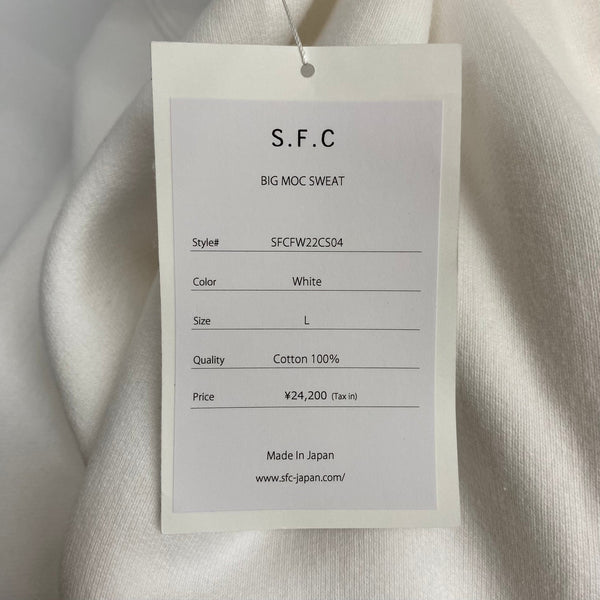 S.F.C
BIG MOC SWEAT
Style# SFCFW22CS04
Color White
Size L
Quality Cotton 100%
Price ¥24,200 (Tax in)
Made In Japan
www.sfc-japan.com/